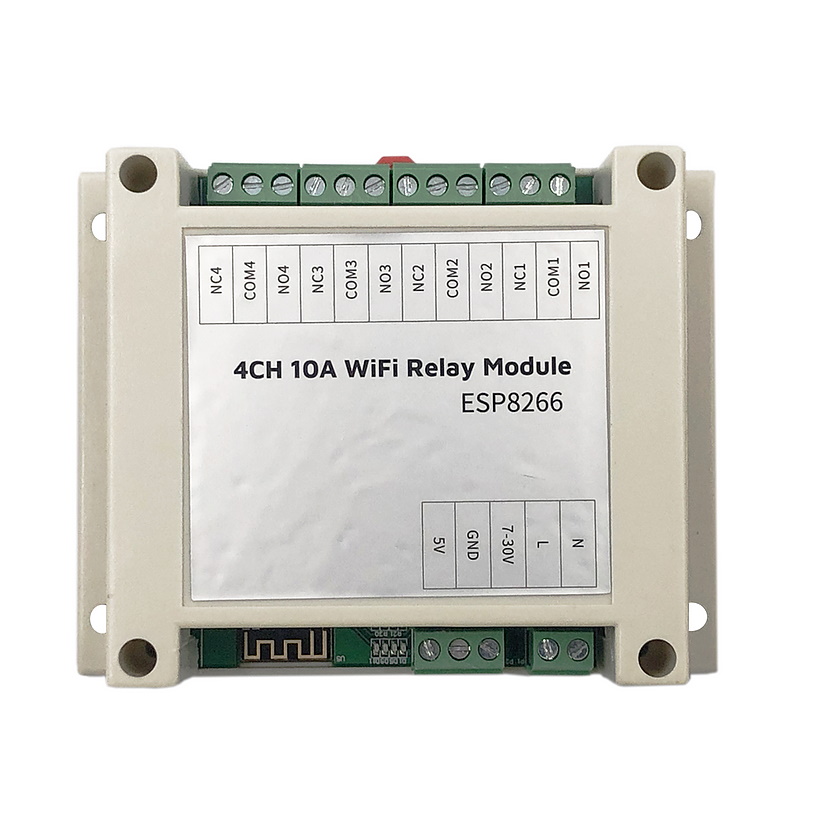 NC4 COM4 NO4 NC3 COM3 NO3 NC2 COM2 NO2 NC1 COM1 NO1
4CH 10A WiFi Relay Module
ESP8266
5V GND 7-30V L N